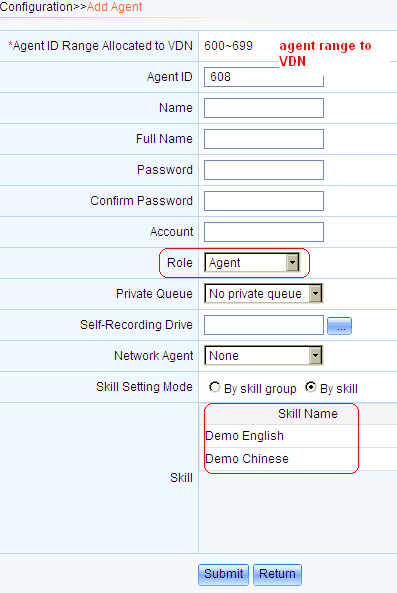 Configuration>>Add Agent
*Agent ID Range Allocated to VDN 600~699 agent range to VDN
Agent ID 608
Name
Full Name
Password
Confirm Password
Account
Role Agent
Private Queue No private queue
Self-Recording Drive ...
Network Agent None
Skill Setting Mode By skill group By skill
Skill Name
Demo English
Demo Chinese
Skill
Submit Return